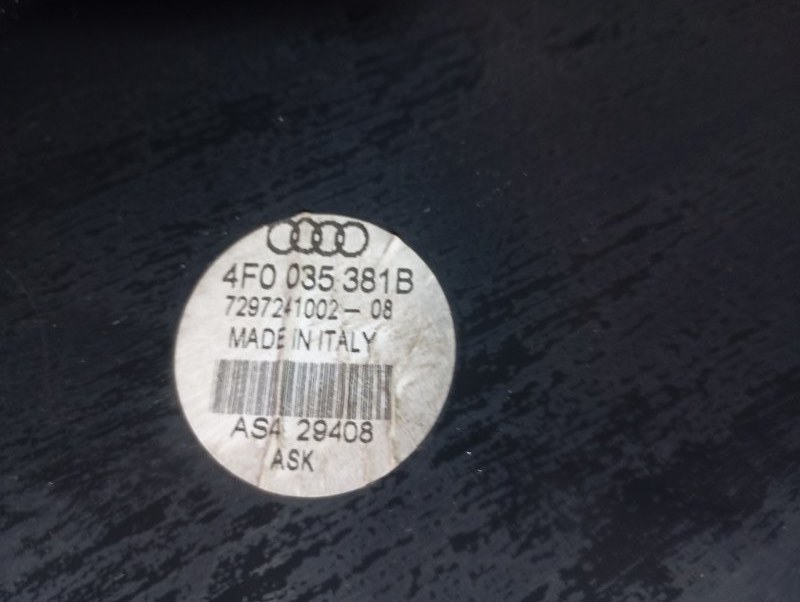 4F0 035 381B
7297241002-08
MADE IN ITALY
AS4 29408
ASK